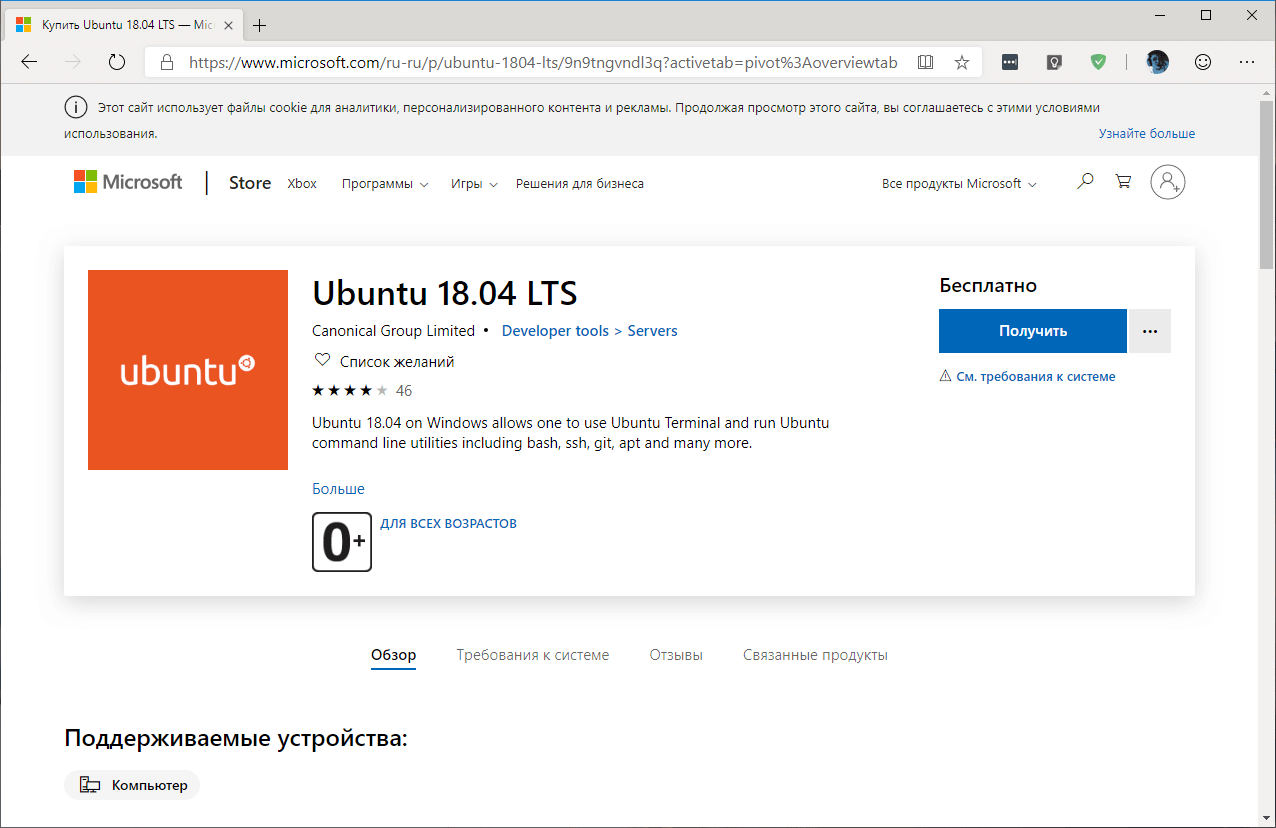 Купить Ubuntu 18.04 LTS — Mic
https://www.microsoft.com/ru-ru/p/ubuntu-1804-lts/9n9tngvndl3q?activetab=pivot%3Aoverviewtab
Этот сайт использует файлы cookie для аналитики, персонализированного контента и рекламы. Продолжая просмотр этого сайта, вы соглашаетесь с этими условиями
использования.
Узнайте больше
Microsoft
Store
Xbox
Программы
Игры
Решения для бизнеса
Все продукты Microsoft
ubuntu
Ubuntu 18.04 LTS
Canonical Group Limited • Developer tools > Servers
Список желаний
46
Ubuntu 18.04 on Windows allows one to use Ubuntu Terminal and run Ubuntu
command line utilities including bash, ssh, git, apt and many more.
Больше
0+
ДЛЯ ВСЕХ ВОЗРАСТОВ
Бесплатно
Получить
См. требования к системе
Обзор
Требования к системе
Отзывы
Связанные продукты
Поддерживаемые устройства:
Компьютер